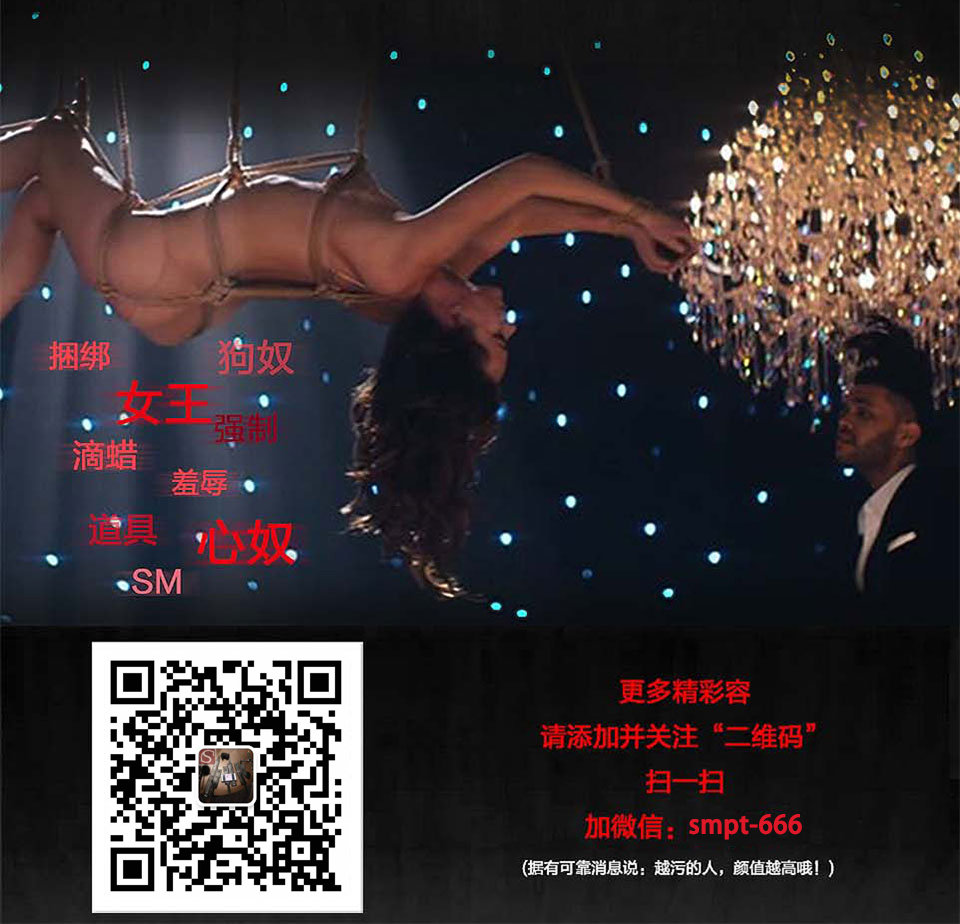 捆绑
狗奴
女王
强制
滴蜡
羞辱
道具
心奴
SM
S
更多精彩容
请添加并关注“二维码”
扫一扫
加微信：smpt-666
(据有可靠消息说：越污的人，颜值越高哦！)